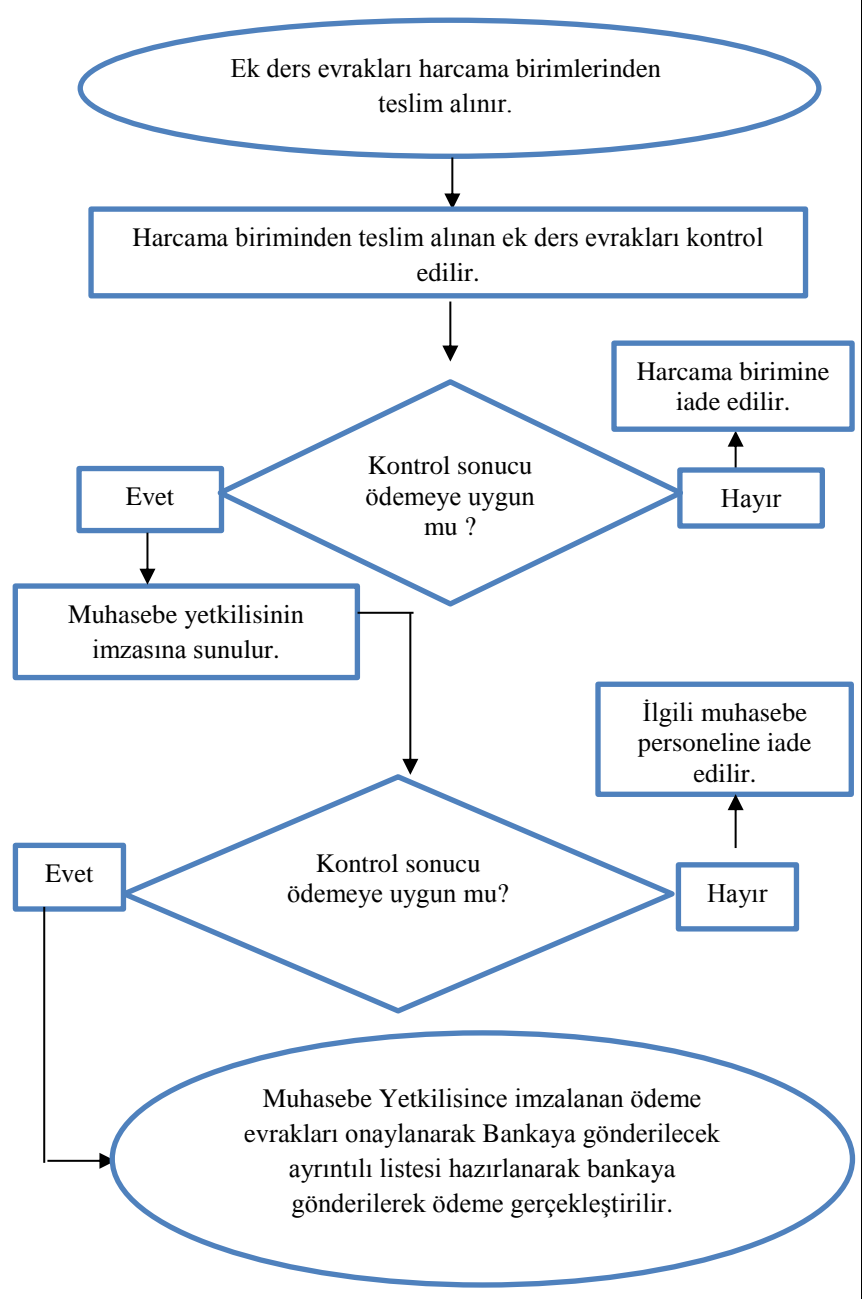 Ek ders evrakları harcama birimlerinden
teslim alınır.
Harcama biriminden teslim alınan ek ders evrakları kontrol
edilir.
Harcama birimine
iade edilir.
Kontrol sonucu
ödemeye uygun
mu ?
Evet
Hayır
Muhasebe yetkilisinin
imzasına sunulur.
İlgili muhasebe
personeline iade
edilir.
Kontrol sonucu
ödemeye uygun mu?
Evet
Hayır
Muhasebe Yetkilisince imzalanan ödeme
evrakları onaylanarak Bankaya gönderilecek
ayrıntılı listesi hazırlanarak bankaya
gönderilerek ödeme gerçekleştirilir.